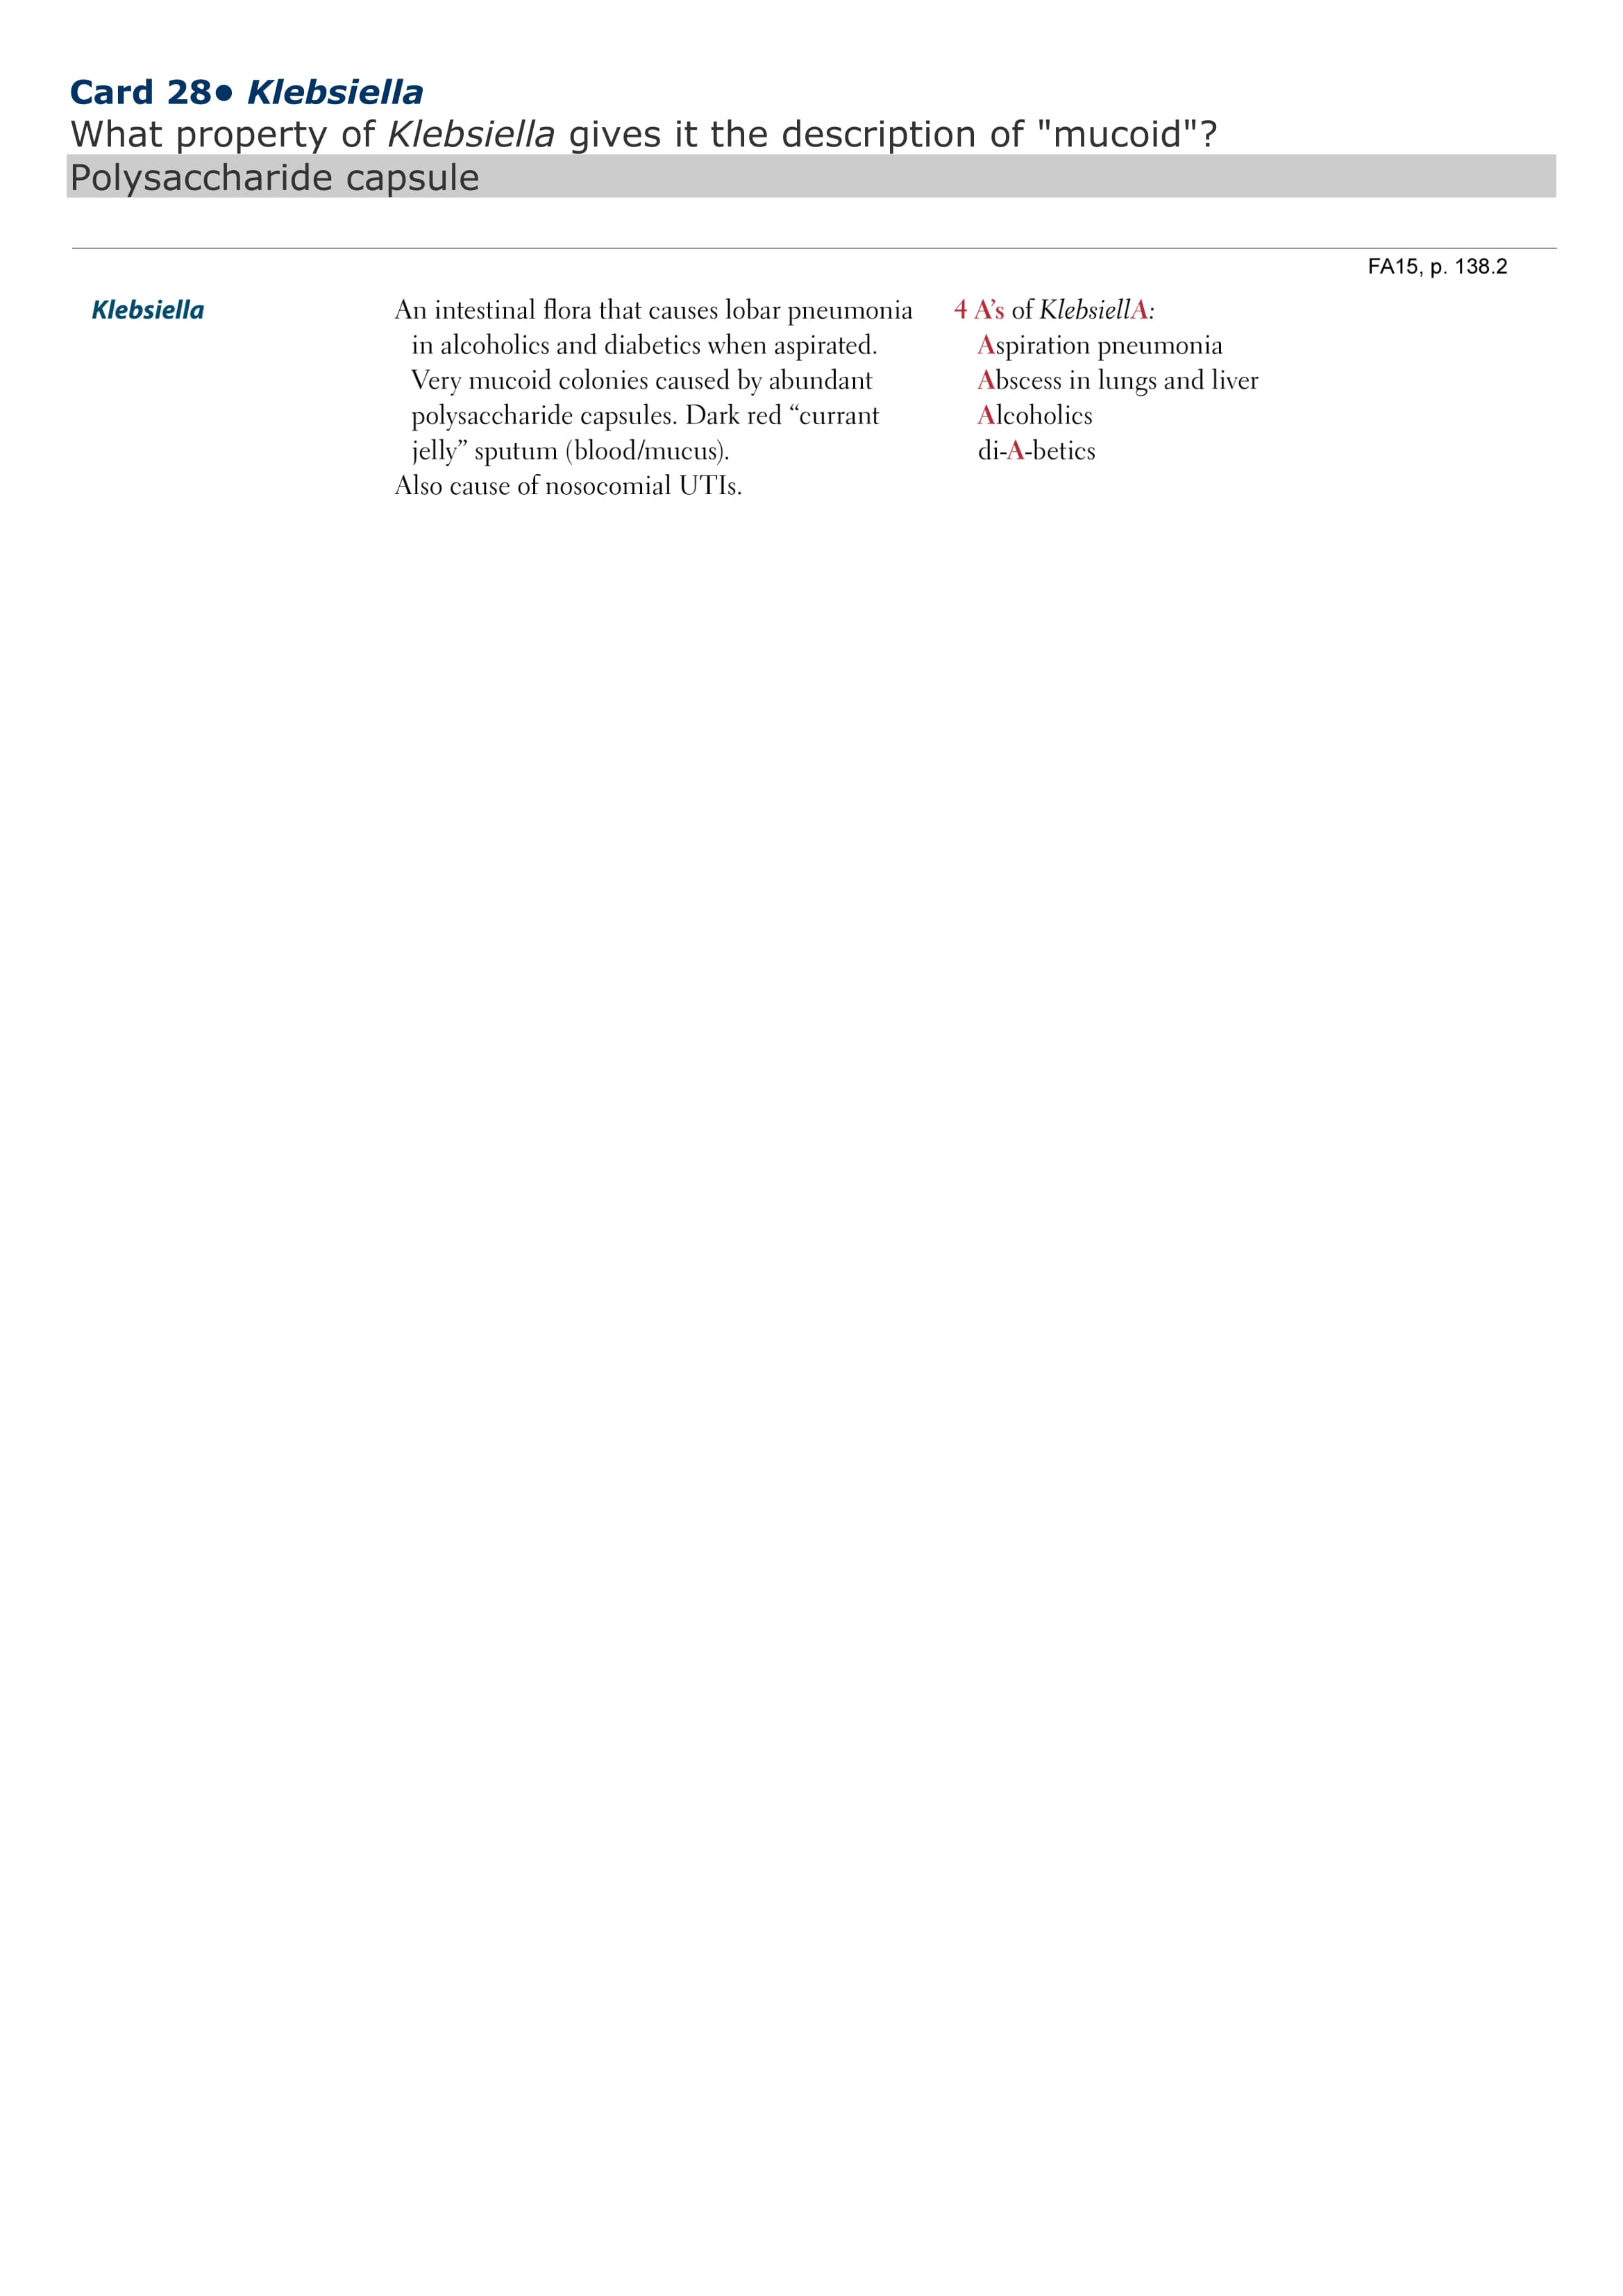 Card 28● Klebsiella
What property of Klebsiella gives it the description of "mucoid"?
Polysaccharide capsule
FA15, p. 138.2
Klebsiella
An intestinal flora that causes lobar pneumonia
in alcoholics and diabetics when aspirated.
Very mucoid colonies caused by abundant
polysaccharide capsules. Dark red “currant
jelly” sputum (blood/mucus).
Also cause of nosocomial UTIs.
4 A’s of KlebsiellA:
Aspiration pneumonia
Abscess in lungs and liver
Alcoholics
di-A-betics